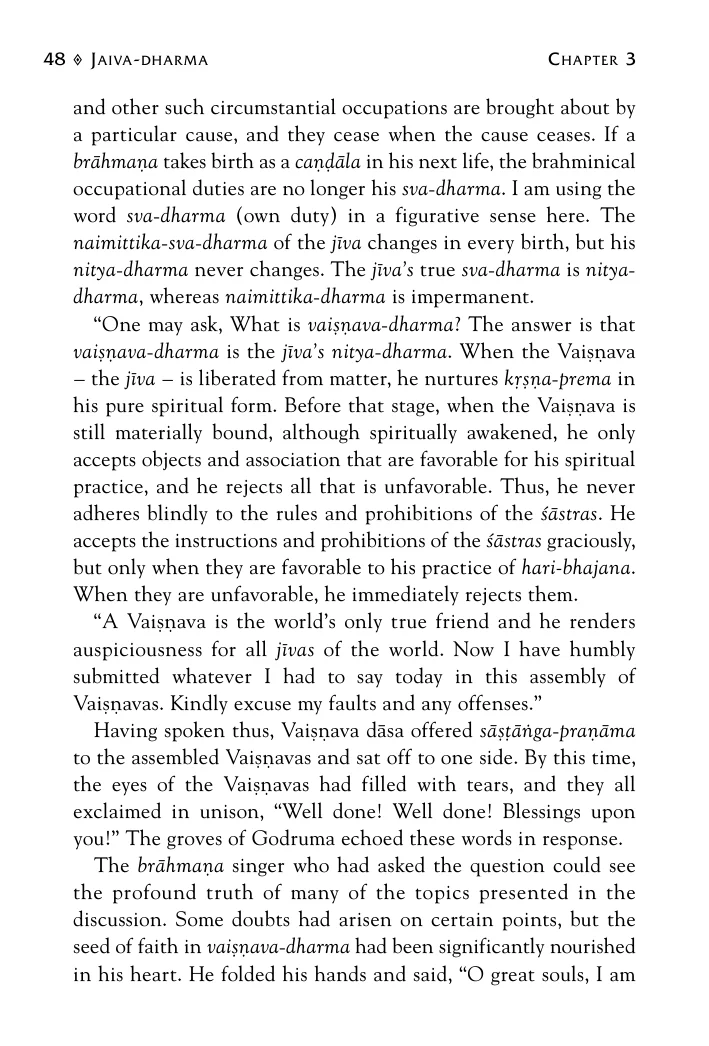 48 ◊ JAIVA-DHARMA CHAPTER 3
and other such circumstantial occupations are brought about by
a particular cause, and they cease when the cause ceases. If a
brāhmaṇa takes birth as a caṇḍāla in his next life, the brahminical
occupational duties are no longer his sva-dharma. I am using the
word sva-dharma (own duty) in a figurative sense here. The
naimittika-sva-dharma of the jīva changes in every birth, but his
nitya-dharma never changes. The jīva’s true sva-dharma is nitya-
dharma, whereas naimittika-dharma is impermanent.
“One may ask, What is vaiṣṇava-dharma? The answer is that
vaiṣṇava-dharma is the jīva’s nitya-dharma. When the Vaiṣṇava
– the jīva – is liberated from matter, he nurtures kṛṣṇa-prema in
his pure spiritual form. Before that stage, when the Vaiṣṇava is
still materially bound, although spiritually awakened, he only
accepts objects and association that are favorable for his spiritual
practice, and he rejects all that is unfavorable. Thus, he never
adheres blindly to the rules and prohibitions of the śāstras. He
accepts the instructions and prohibitions of the śāstras graciously,
but only when they are favorable to his practice of hari-bhajana.
When they are unfavorable, he immediately rejects them.
“A Vaiṣṇava is the world’s only true friend and he renders
auspiciousness for all jīvas of the world. Now I have humbly
submitted whatever I had to say today in this assembly of
Vaiṣṇavas. Kindly excuse my faults and any offenses.”
Having spoken thus, Vaiṣṇava dāsa offered sāṣṭāṅga-praṇāma
to the assembled Vaiṣṇavas and sat off to one side. By this time,
the eyes of the Vaiṣṇavas had filled with tears, and they all
exclaimed in unison, “Well done! Well done! Blessings upon
you!” The groves of Godruma echoed these words in response.
The brāhmaṇa singer who had asked the question could see
the profound truth of many of the topics presented in the
discussion. Some doubts had arisen on certain points, but the
seed of faith in vaiṣṇava-dharma had been significantly nourished
in his heart. He folded his hands and said, “O great souls, I am